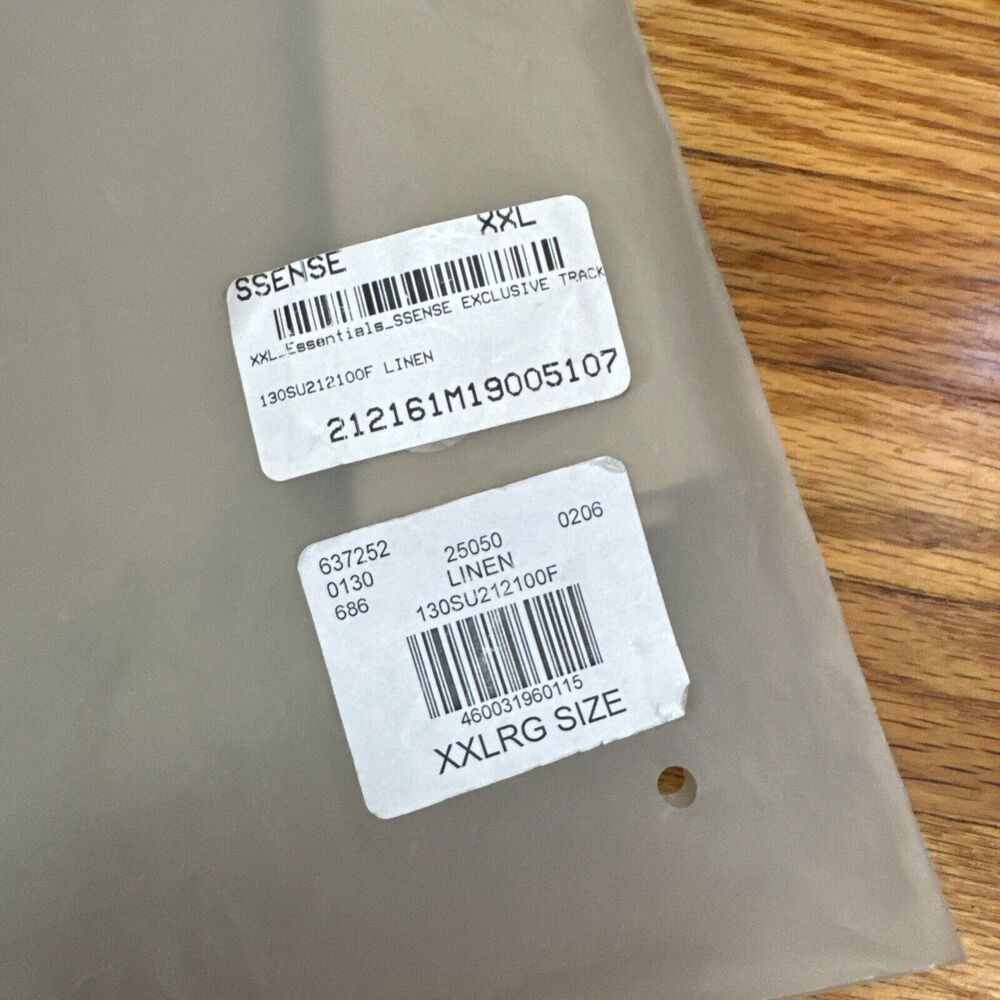 SSENSE XXL
XXL_Essentials_SSENSE EXCLUSIVE TRACK
130SU212100F LINEN
212161M19005107
637252 25050 0206
0130 LINEN
686 130SU212100F
460031960115
XXLRG SIZE